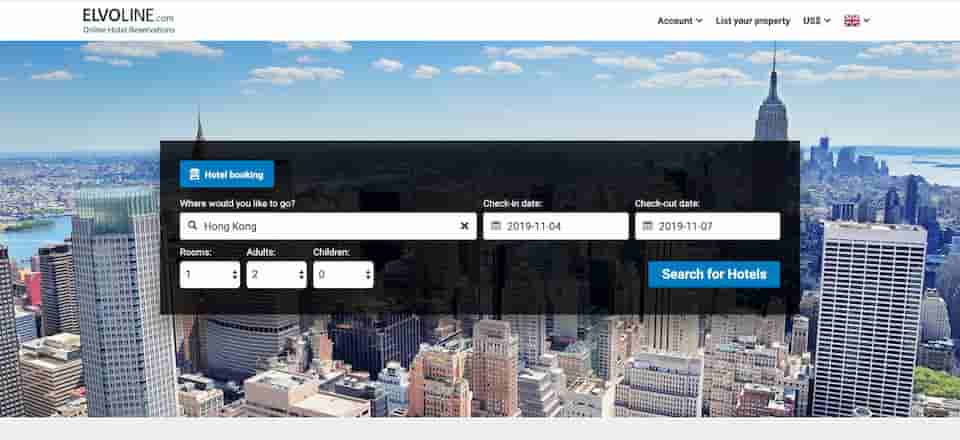 ELVOLINE.com
Online Hotel Reservations
Account
List your property
US$
Hotel booking
Where would you like to go?
Check-in date:
Check-out date:
Hong Kong
2019-11-04
2019-11-07
Rooms:
Adults:
Children:
1
2
0
Search for Hotels